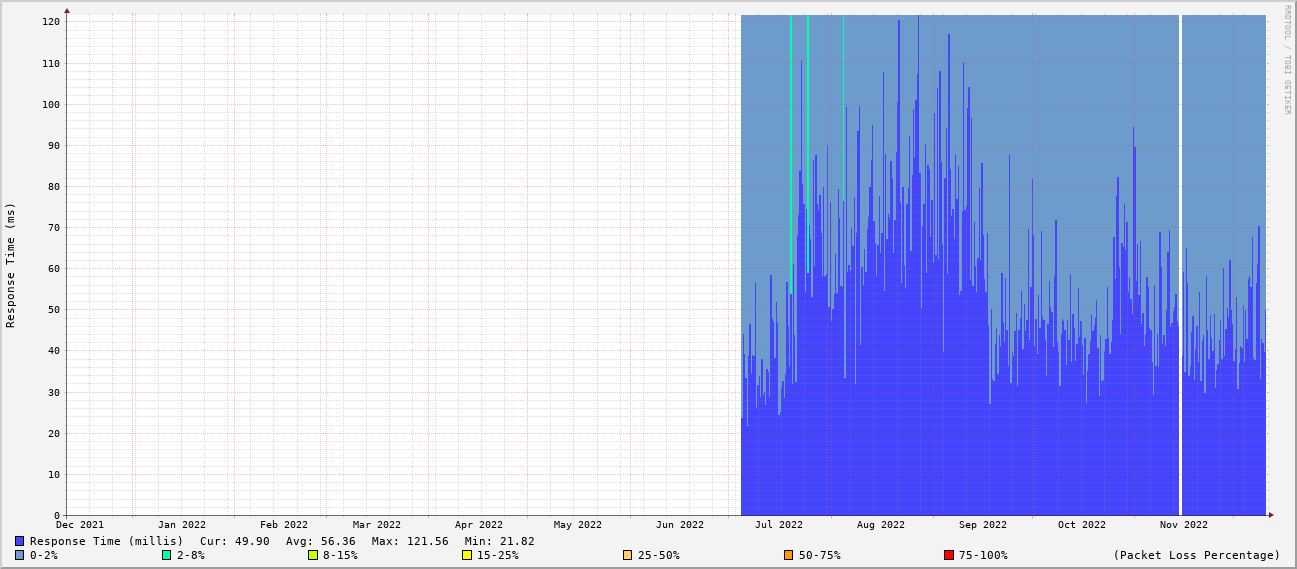 RRDTOOL / TOBI OETIKER
Response Time (ms)
120
110
100
90
80
70
60
50
40
30
20
10
0
Dec 2021 Jan 2022 Feb 2022 Mar 2022 Apr 2022 May 2022 Jun 2022 Jul 2022 Aug 2022 Sep 2022 Oct 2022 Nov 2022
Response Time (millis) Cur: 49.90 Avg: 56.36 Max: 121.56 Min: 21.82
0-2% 2-8% 8-15% 15-25% 25-50% 50-75% 75-100% (Packet Loss Percentage)